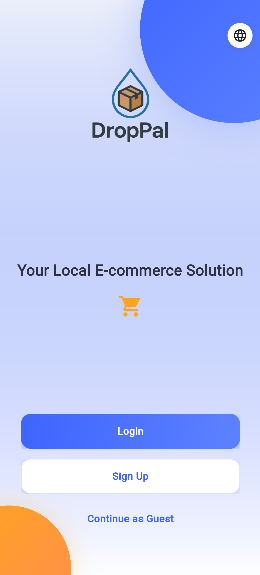 DropPal
Your Local E-commerce Solution
Login
Sign Up
Continue as Guest